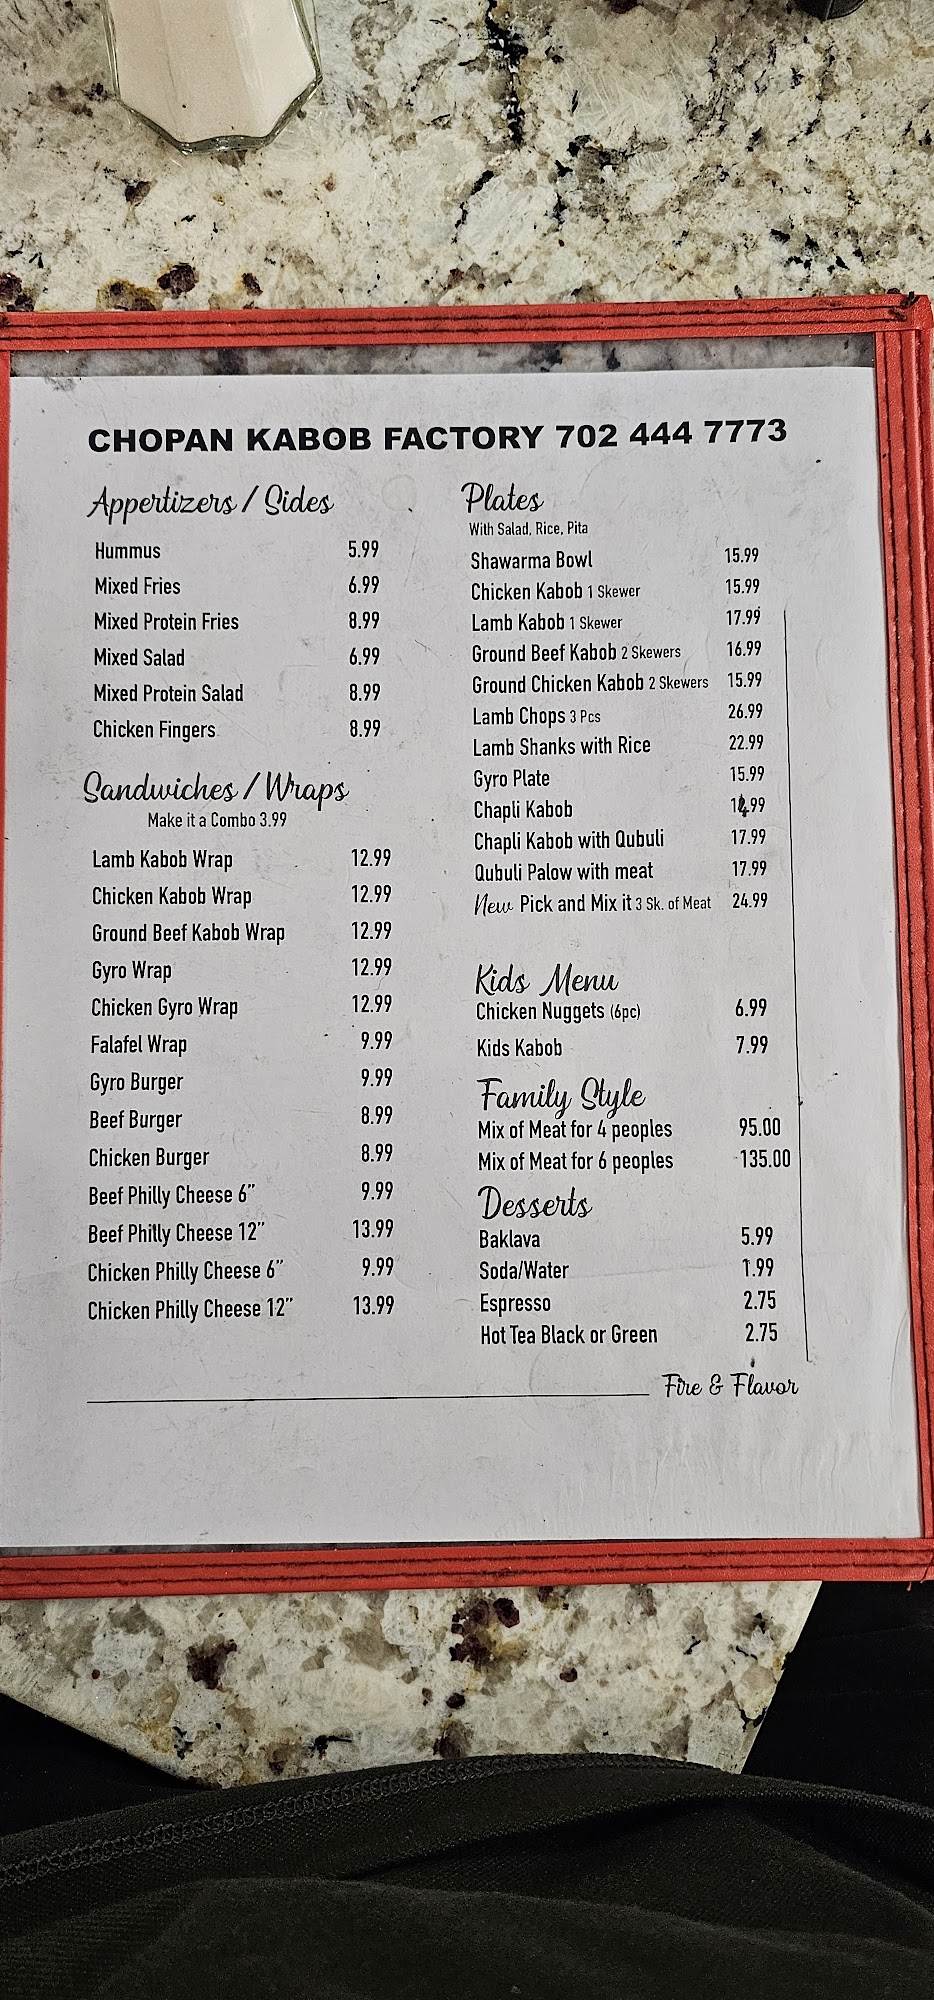 CHOPAN KABOB FACTORY 702 444 7773
Appertizers / Sides
Hummus 5.99
Mixed Fries 6.99
Mixed Protein Fries 8.99
Mixed Salad 6.99
Mixed Protein Salad 8.99
Chicken Fingers 8.99
Sandwiches / Wraps
Make it a Combo 3.99
Lamb Kabob Wrap 12.99
Chicken Kabob Wrap 12.99
Ground Beef Kabob Wrap 12.99
Gyro Wrap 12.99
Chicken Gyro Wrap 12.99
Falafel Wrap 9.99
Gyro Burger 9.99
Beef Burger 8.99
Chicken Burger 8.99
Beef Philly Cheese 6” 9.99
Beef Philly Cheese 12” 13.99
Chicken Philly Cheese 6” 9.99
Chicken Philly Cheese 12” 13.99
Plates
With Salad, Rice, Pita
Shawarma Bowl 15.99
Chicken Kabob 1 Skewer 15.99
Lamb Kabob 1 Skewer 17.99
Ground Beef Kabob 2 Skewers 16.99
Ground Chicken Kabob 2 Skewers 15.99
Lamb Chops 3 Pcs 26.99
Lamb Shanks with Rice 22.99
Gyro Plate 15.99
Chapli Kabob 14.99
Chapli Kabob with Qubuli 17.99
Qubuli Palow with meat 17.99
New Pick and Mix it 3 Sk. of Meat 24.99
Kids Menu
Chicken Nuggets (6pc) 6.99
Kids Kabob 7.99
Family Style
Mix of Meat for 4 peoples 95.00
Mix of Meat for 6 peoples 135.00
Desserts
Baklava 5.99
Soda/Water 1.99
Espresso 2.75
Hot Tea Black or Green 2.75
Fire & Flavor